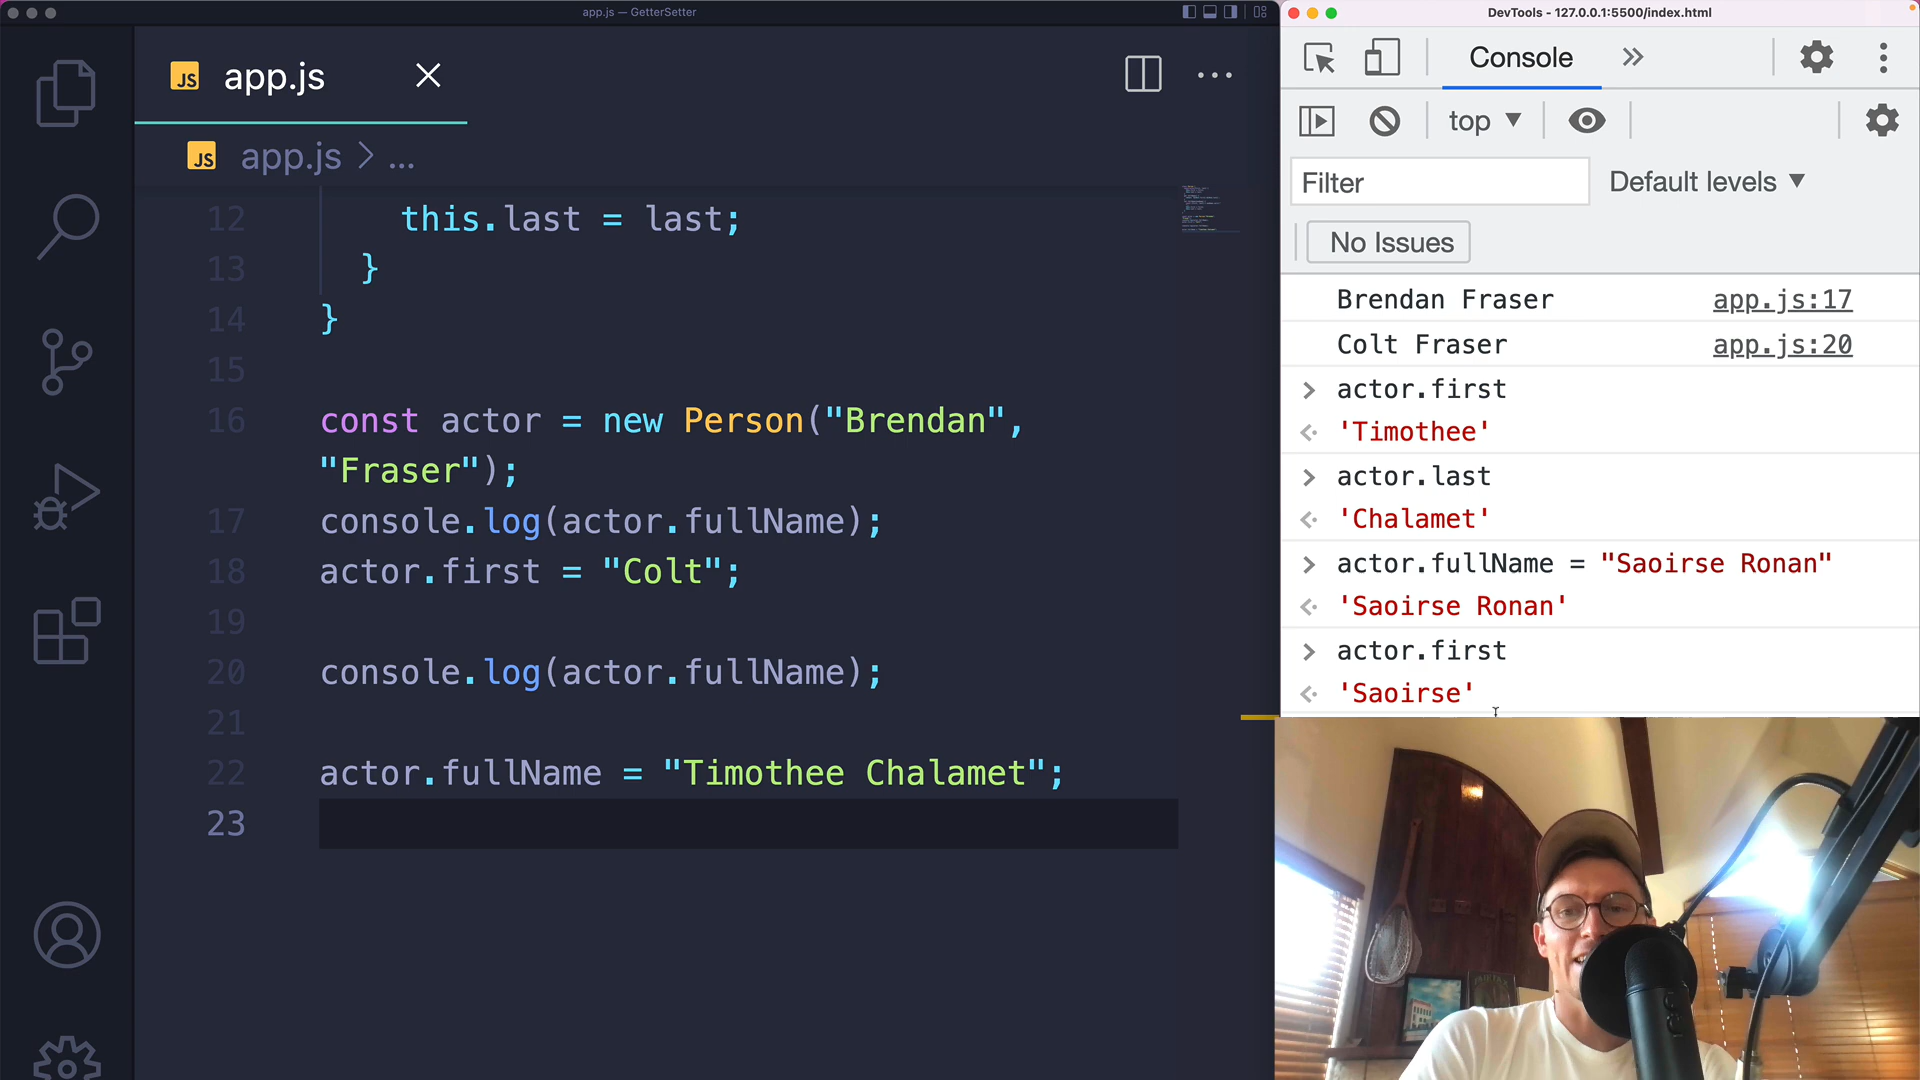 app.js — GetterSetter
JS app.js
JS app.js > ...
12 this.last = last;
13 }
14 }
15
16 const actor = new Person("Brendan",
"Fraser");
17 console.log(actor.fullName);
18 actor.first = "Colt";
19
20 console.log(actor.fullName);
21
22 actor.fullName = "Timothee Chalamet";
23
DevTools - 127.0.0.1:5500/index.html
Console
top
Filter
Default levels
No Issues
Brendan Fraser app.js:17
Colt Fraser app.js:20
> actor.first
'Timothee'
> actor.last
'Chalamet'
> actor.fullName = "Saoirse Ronan"
'Saoirse Ronan'
> actor.first
'Saoirse'